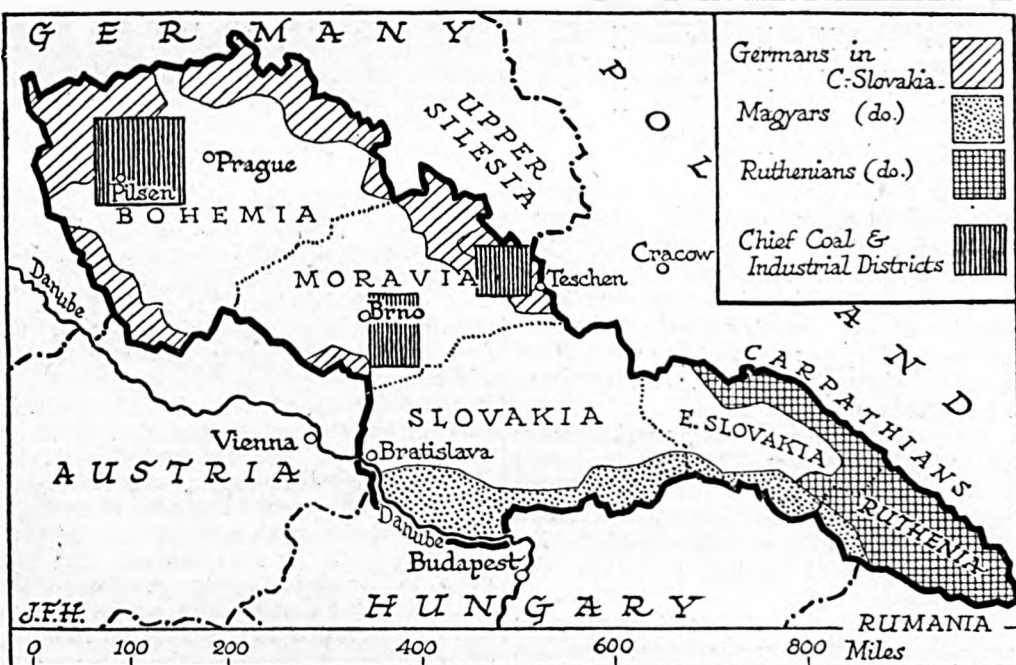 GERMANY
Germans in
C-Slovakia
Magyars (do.)
Ruthenians (do.)
Chief Coal &
Industrial Districts
POLAND
UPPER
SILESIA
Prague
Pilsen
BOHEMIA
Cracow
MORAVIA
Teschen
Danube
Brno
CARPATHIANS
SLOVAKIA
E. SLOVAKIA
Vienna
Bratislava
AUSTRIA
RUTHENIA
Danube
Budapest
HUNGARY
J.F.H.
RUMANIA
0 100 200 400 600 800 Miles